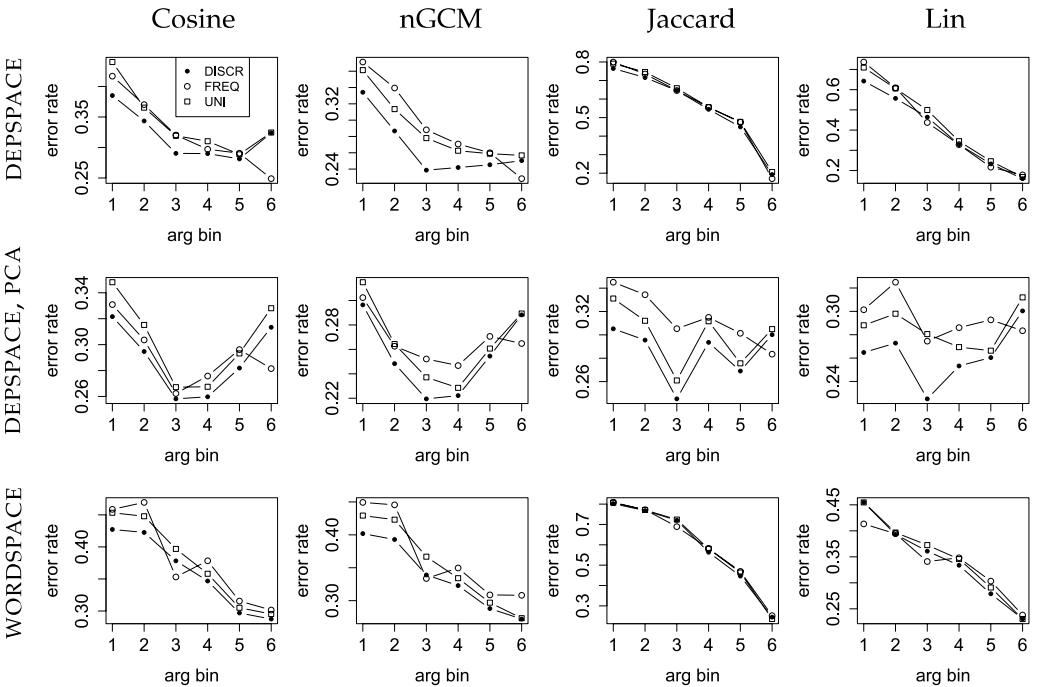 Cosine nGCM Jaccard Lin
DEPSPACE
error rate
0.25 0.35
1 2 3 4 5 6
arg bin
DISCR
FREQ
UNI
error rate
0.24 0.32
1 2 3 4 5 6
arg bin
error rate
0.2 0.5 0.8
1 2 3 4 5 6
arg bin
error rate
0.2 0.4 0.6
1 2 3 4 5 6
arg bin
DEPSPACE, PCA
error rate
0.26 0.30 0.34
1 2 3 4 5 6
arg bin
error rate
0.22 0.28
1 2 3 4 5 6
arg bin
error rate
0.26 0.32
1 2 3 4 5 6
arg bin
error rate
0.24 0.30
1 2 3 4 5 6
arg bin
WORDSPACE
error rate
0.30 0.40
1 2 3 4 5 6
arg bin
error rate
0.30 0.40
1 2 3 4 5 6
arg bin
error rate
0.3 0.5 0.7
1 2 3 4 5 6
arg bin
error rate
0.25 0.35 0.45
1 2 3 4 5 6
arg bin